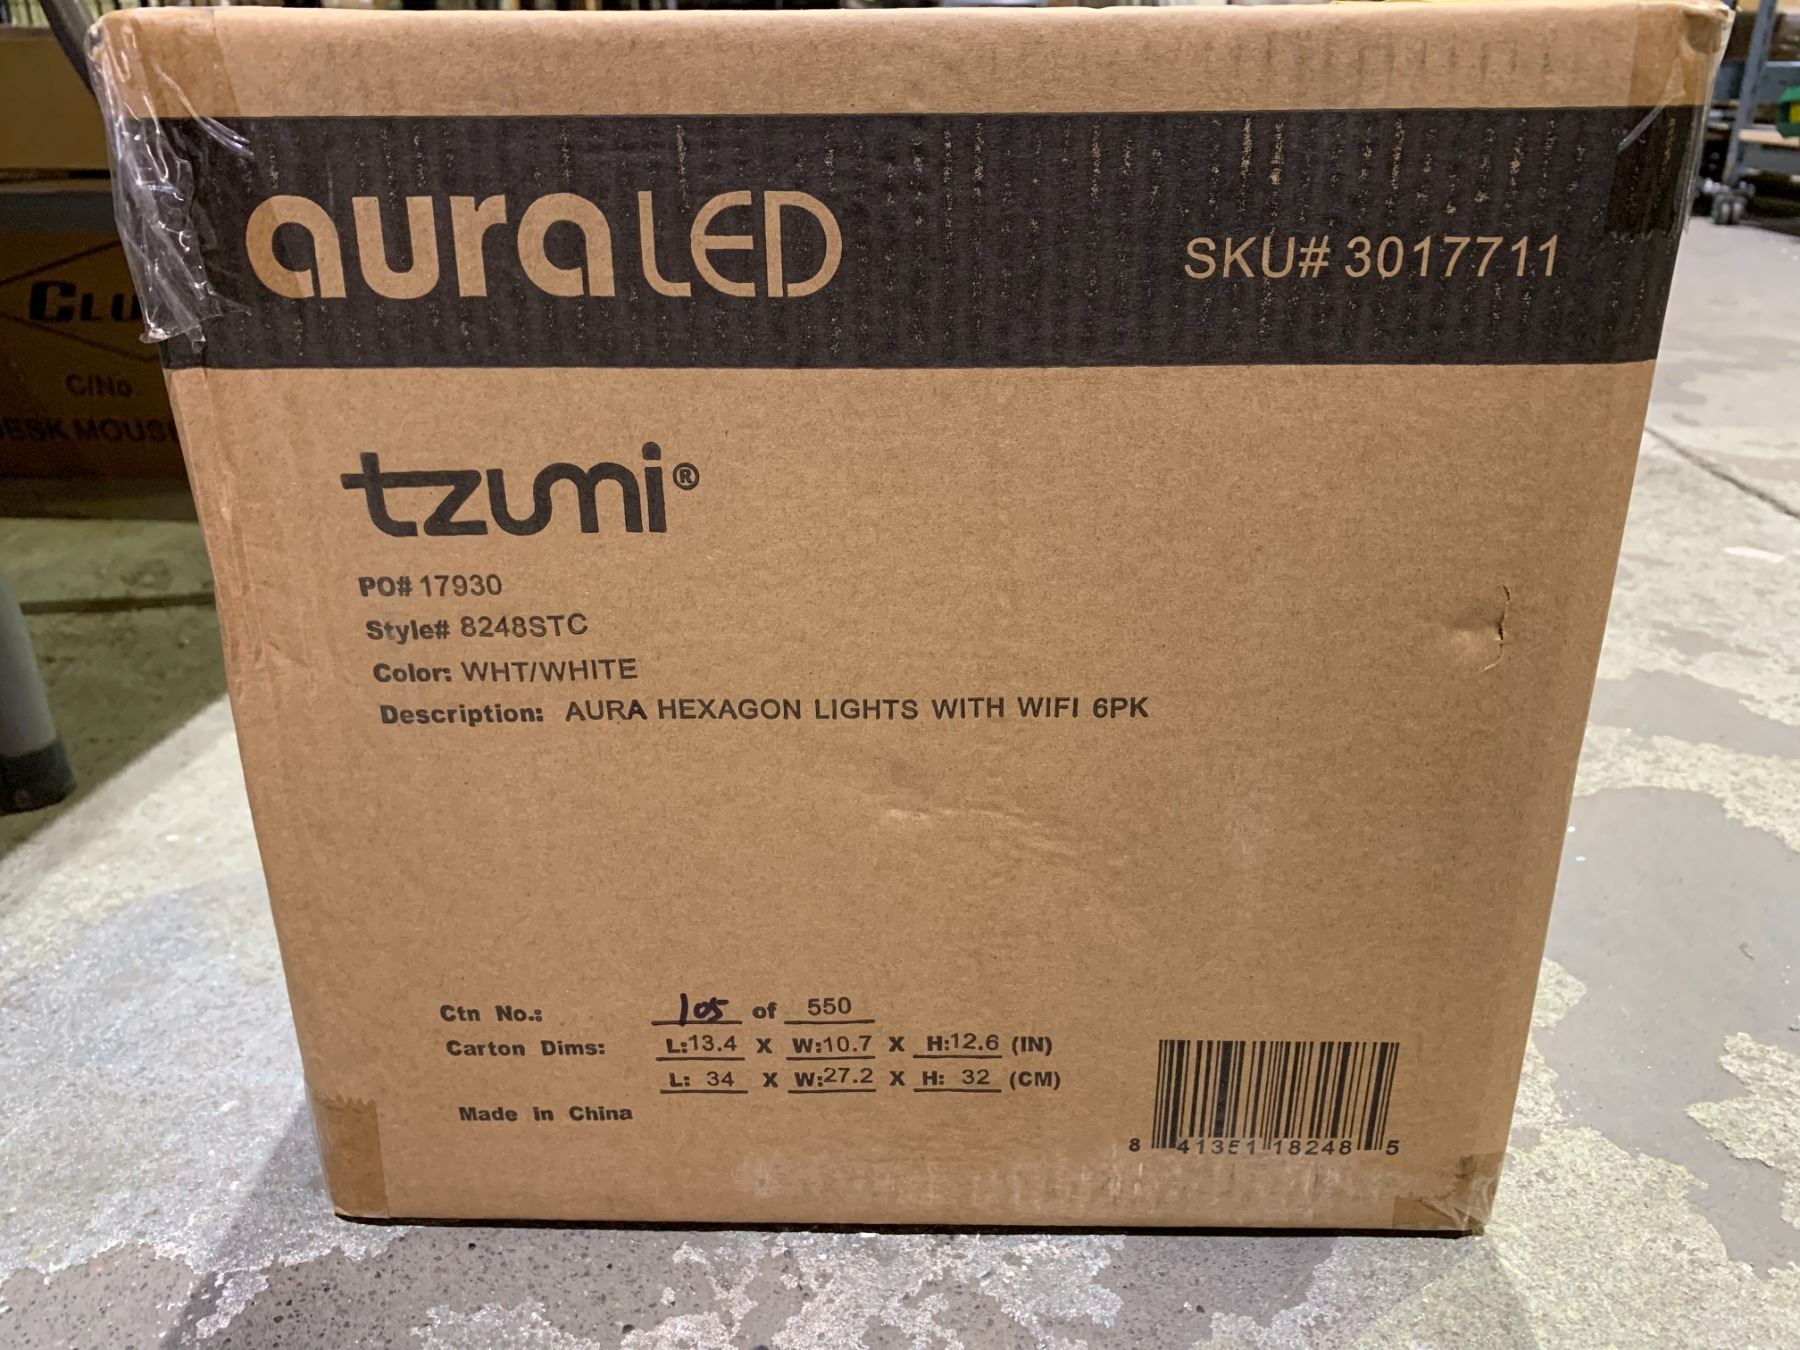 auraLED
SKU# 3017711
tzumi®
PO# 17930
Style# 8248STC
Color: WHT/WHITE
Description: AURA HEXAGON LIGHTS WITH WIFI 6PK
Ctn No.: 105 of 550
Carton Dims: L:13.4 X W:10.7 X H:12.6 (IN)
L: 34 X W:27.2 X H: 32 (CM)
Made in China
8 41351 18248 5
C/No